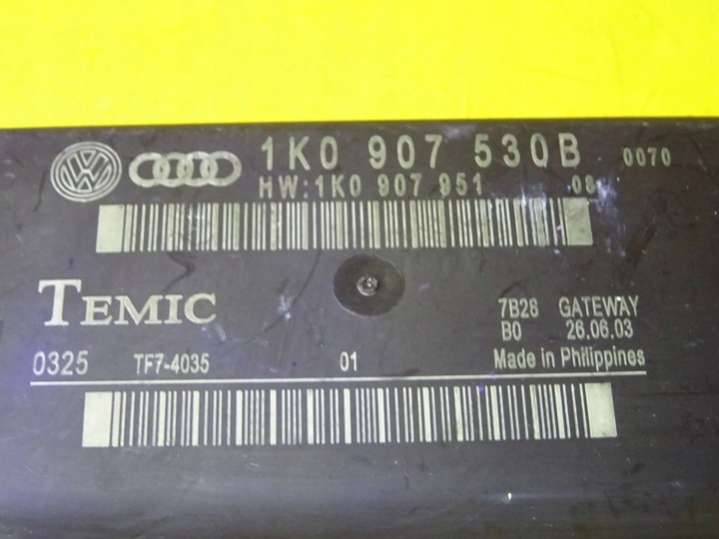 1K0 907 530B 0070
HW:1K0 907 951 08
TEMIC
7B28 GATEWAY
B0 26.06.03
0325 TF7-4035 01 Made in Philippines